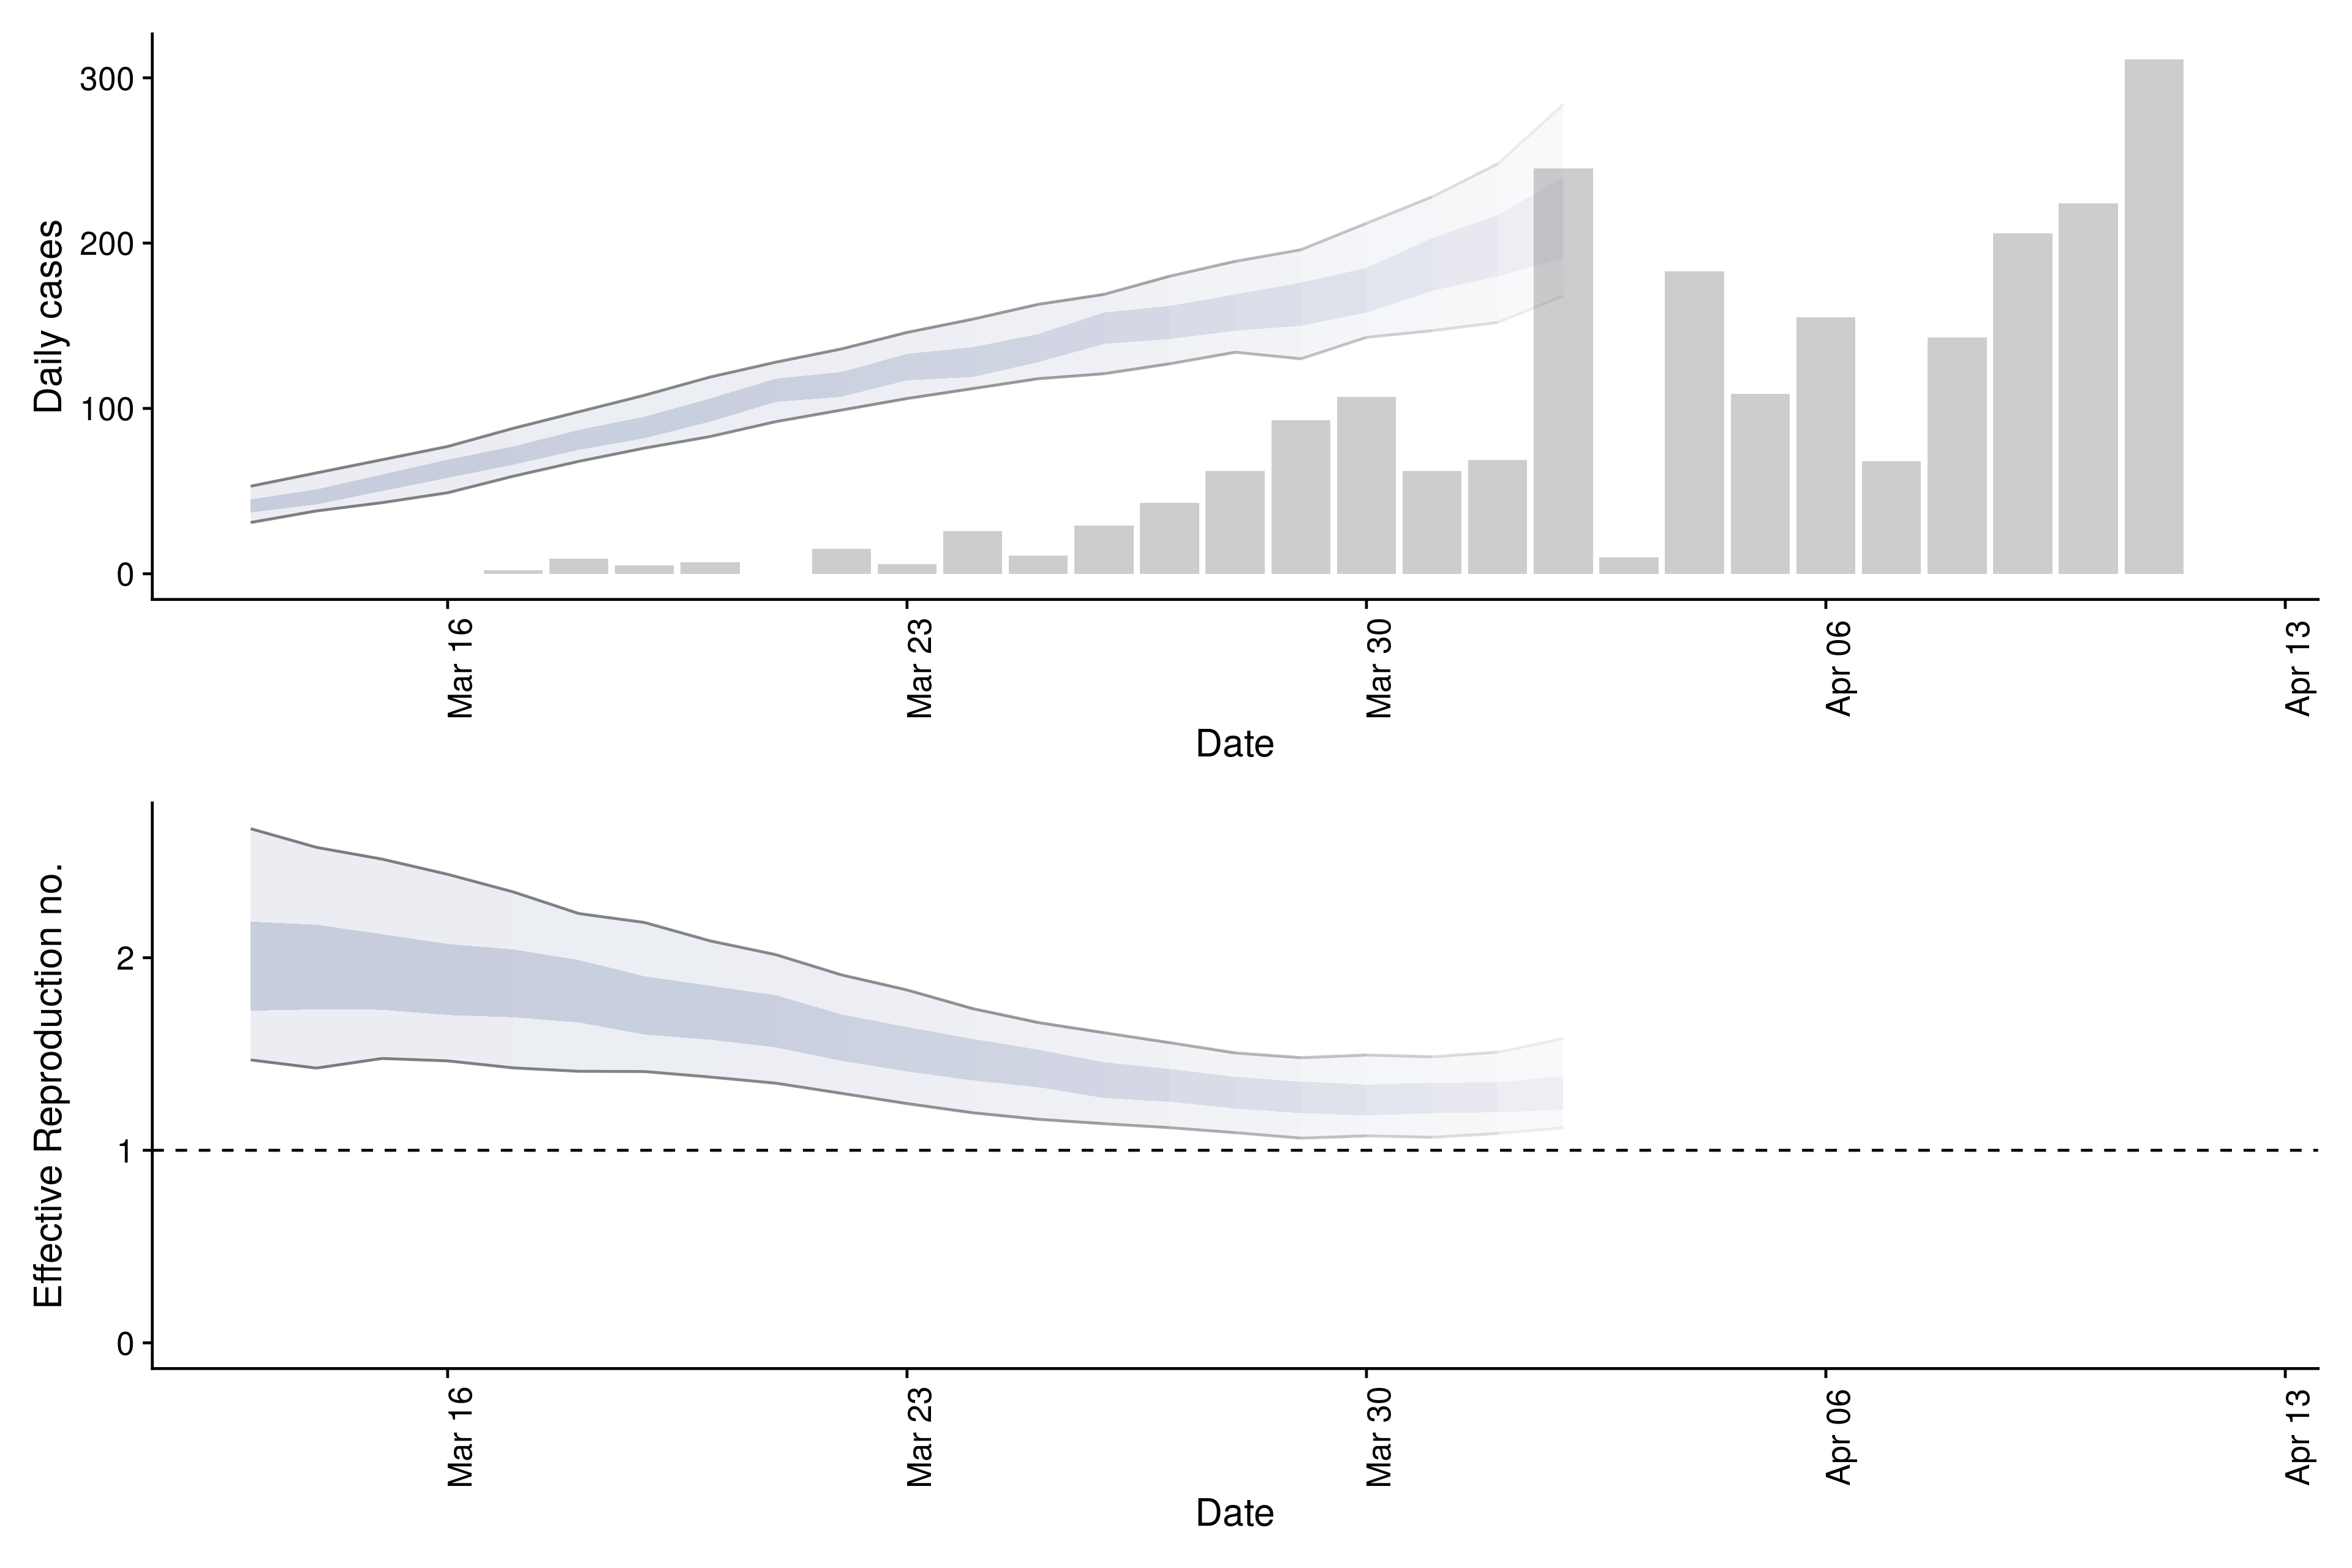 Daily cases
300
200
100
0
Mar 16
Mar 23
Mar 30
Apr 06
Apr 13
Date
Effective Reproduction no.
2
1
0
Mar 16
Mar 23
Mar 30
Apr 06
Apr 13
Date